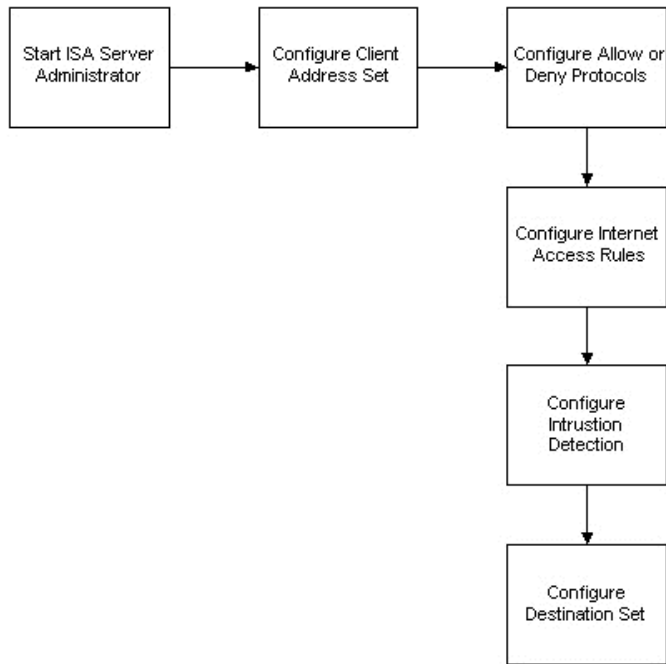 Start ISA Server
Administrator
Configure Client
Address Set
Configure Allow or
Deny Protocols
Configure Internet
Access Rules
Configure
Intrustion
Detection
Configure
Destination Set